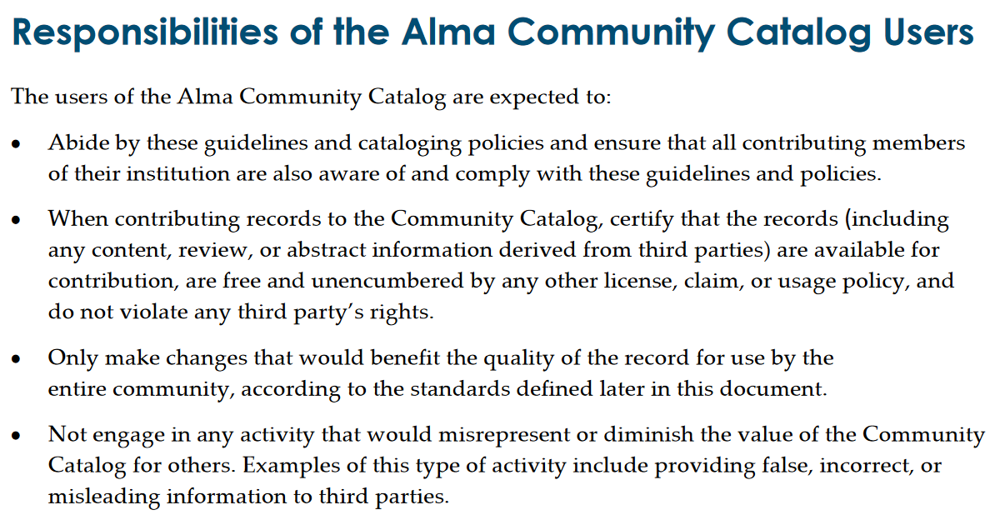 Responsibilities of the Alma Community Catalog Users
The users of the Alma Community Catalog are expected to:
• Abide by these guidelines and cataloging policies and ensure that all contributing members
of their institution are also aware of and comply with these guidelines and policies.
• When contributing records to the Community Catalog, certify that the records (including
any content, review, or abstract information derived from third parties) are available for
contribution, are free and unencumbered by any other license, claim, or usage policy, and
do not violate any third party’s rights.
• Only make changes that would benefit the quality of the record for use by the
entire community, according to the standards defined later in this document.
• Not engage in any activity that would misrepresent or diminish the value of the Community
Catalog for others. Examples of this type of activity include providing false, incorrect, or
misleading information to third parties.